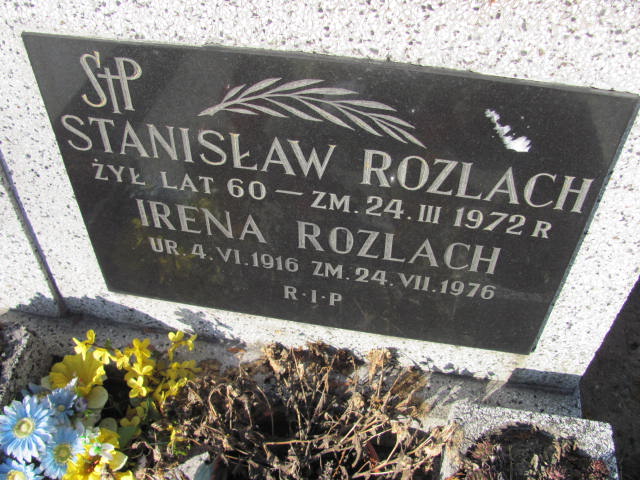 S†P
STANISŁAW ROZLACH
ŻYŁ LAT 60 — ZM. 24. III 1972 R
IRENA ROZLACH
UR. 4. VI. 1916 ZM. 24. VII. 1976
R·I·P